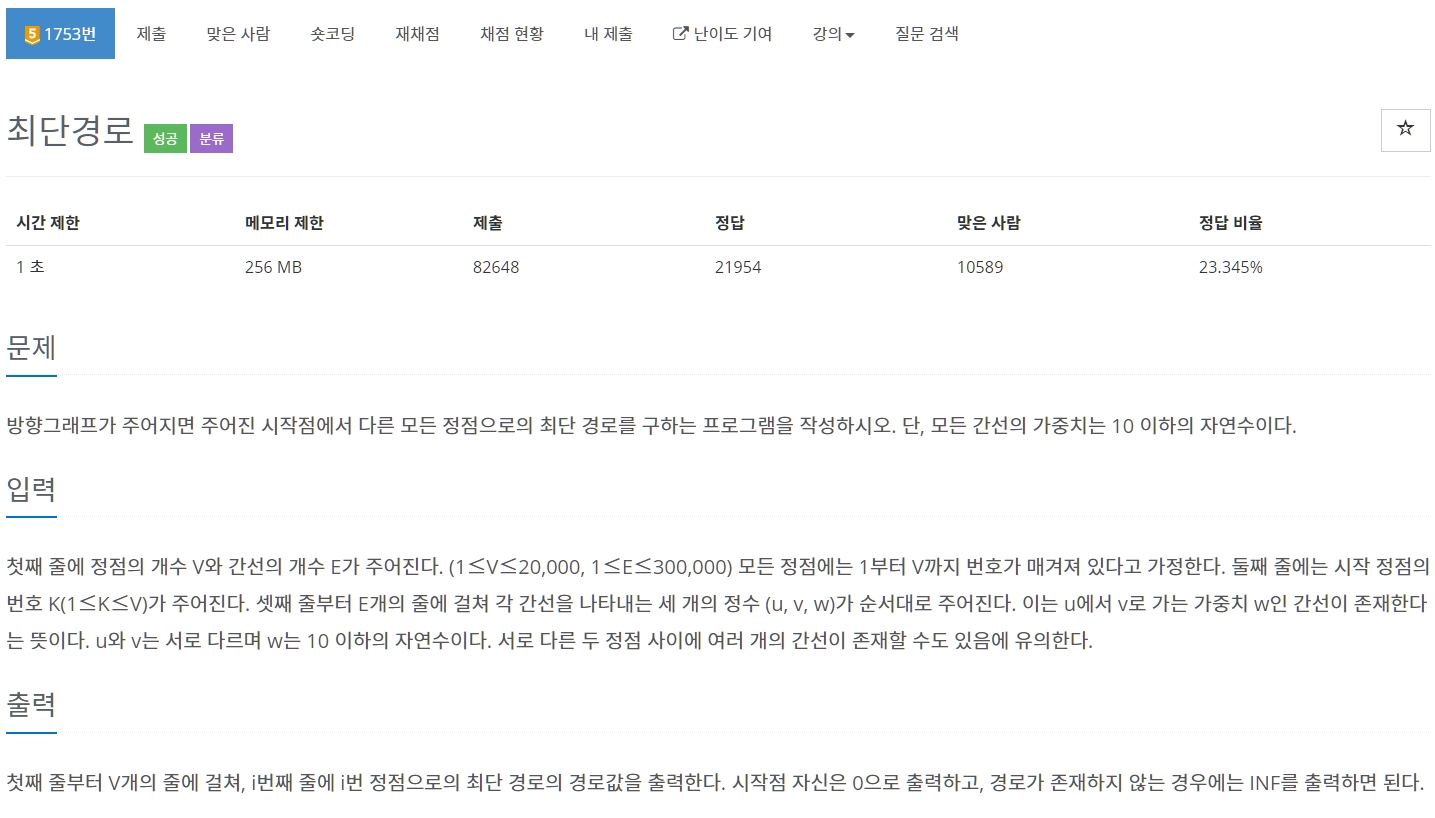 5 1753번 제출 맞은 사람 숏코딩 재채점 채점 현황 내 제출 난이도 기여 강의 질문 검색
최단경로 성공 분류
시간 제한 메모리 제한 제출 정답 맞은 사람 정답 비율
1 초 256 MB 82648 21954 10589 23.345%
문제
방향그래프가 주어지면 주어진 시작점에서 다른 모든 정점으로의 최단 경로를 구하는 프로그램을 작성하시오. 단, 모든 간선의 가중치는 10 이하의 자연수이다.
입력
첫째 줄에 정점의 개수 V와 간선의 개수 E가 주어진다. (1≤V≤20,000, 1≤E≤300,000) 모든 정점에는 1부터 V까지 번호가 매겨져 있다고 가정한다. 둘째 줄에는 시작 정점의
번호 K(1≤K≤V)가 주어진다. 셋째 줄부터 E개의 줄에 걸쳐 각 간선을 나타내는 세 개의 정수 (u, v, w)가 순서대로 주어진다. 이는 u에서 v로 가는 가중치 w인 간선이 존재한다
는 뜻이다. u와 v는 서로 다르며 w는 10 이하의 자연수이다. 서로 다른 두 정점 사이에 여러 개의 간선이 존재할 수도 있음에 유의한다.
출력
첫째 줄부터 V개의 줄에 걸쳐, i번째 줄에 i번 정점으로의 최단 경로의 경로값을 출력한다. 시작점 자신은 0으로 출력하고, 경로가 존재하지 않는 경우에는 INF를 출력하면 된다.